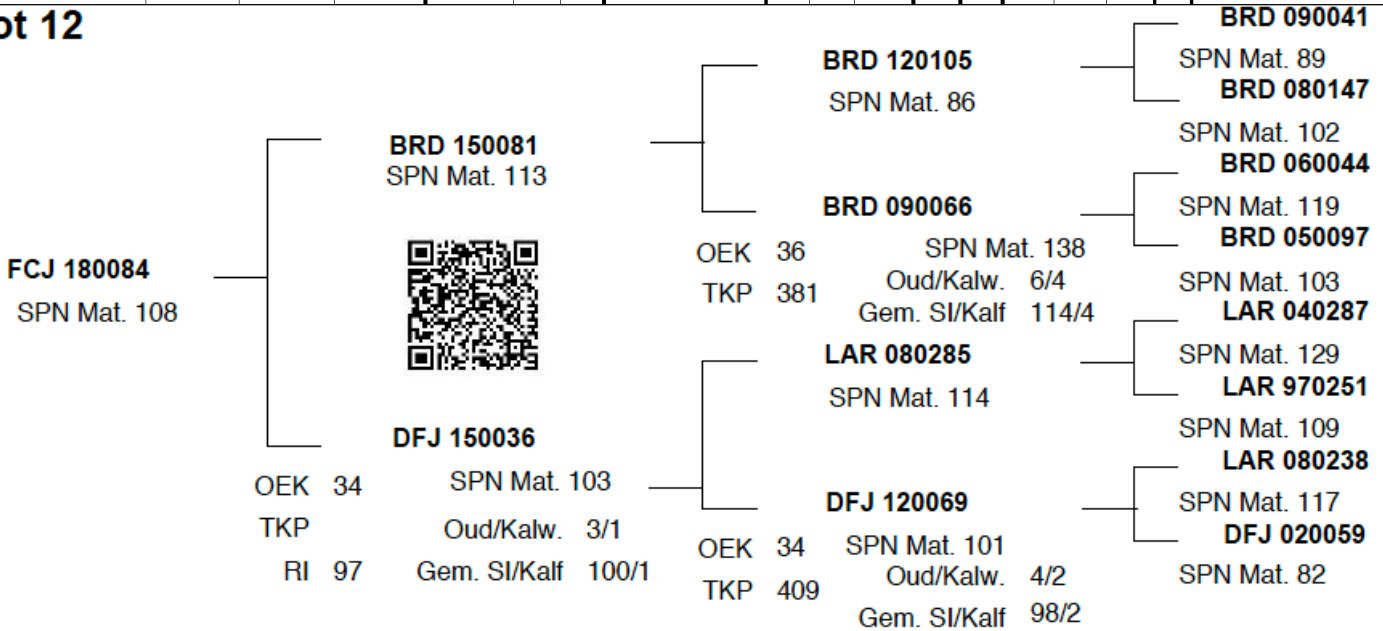 ot 12
FCJ 180084
SPN Mat. 108
BRD 150081
SPN Mat. 113
DFJ 150036
OEK 34 SPN Mat. 103
TKP Oud/Kalw. 3/1
RI 97 Gem. SI/Kalf 100/1
BRD 120105
SPN Mat. 86
BRD 090066
OEK 36 SPN Mat. 138
TKP 381 Oud/Kalw. 6/4
Gem. SI/Kalf 114/4
LAR 080285
SPN Mat. 114
DFJ 120069
OEK 34 SPN Mat. 101
TKP 409 Oud/Kalw. 4/2
Gem. SI/Kalf 98/2
BRD 090041
SPN Mat. 89
BRD 080147
SPN Mat. 102
BRD 060044
SPN Mat. 119
BRD 050097
SPN Mat. 103
LAR 040287
SPN Mat. 129
LAR 970251
SPN Mat. 109
LAR 080238
SPN Mat. 117
DFJ 020059
SPN Mat. 82